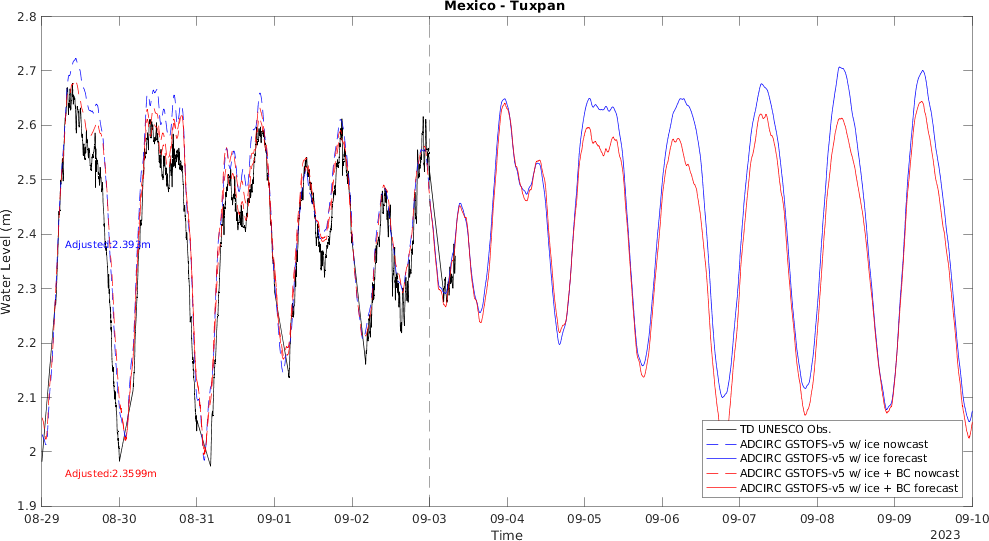 Mexico - Tuxpan
2.8
2.7
2.6
2.5
2.4
2.3
2.2
2.1
2
1.9
Water Level (m)
Adjusted:2.393m
Adjusted:2.3599m
TD UNESCO Obs.
ADCIRC GSTOFS-v5 w/ ice nowcast
ADCIRC GSTOFS-v5 w/ ice forecast
ADCIRC GSTOFS-v5 w/ ice + BC nowcast
ADCIRC GSTOFS-v5 w/ ice + BC forecast
08-29 08-30 08-31 09-01 09-02 09-03 09-04 09-05 09-06 09-07 09-08 09-09 09-10
Time
2023